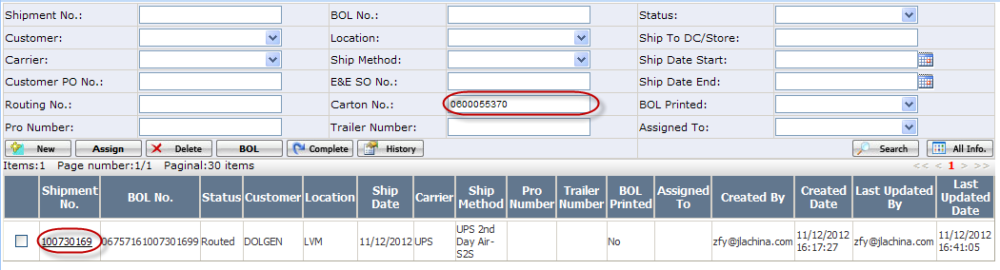 Shipment No.: BOL No.: Status:
Customer: Location: Ship To DC/Store:
Carrier: Ship Method: Ship Date Start:
Customer PO No.: E&E SO No.: Ship Date End:
Routing No.: Carton No.: 0600055370 BOL Printed:
Pro Number: Trailer Number: Assigned To:
New Assign Delete BOL Complete History Search All Info.
Items:1 Page number:1/1 Paginal:30 items << < 1 > >>
Shipment No. BOL No. Status Customer Location Ship Date Carrier Ship Method Pro Number Trailer Number BOL Printed Assigned To Created By Created Date Last Updated By Last Updated Date
100730169 06757161007301699 Routed DOLGEN LVM 11/12/2012 UPS UPS 2nd Day Air-S2S No zfy@jlachina.com 11/12/2012 16:17:27 zfy@jlachina.com 11/12/2012 16:41:05